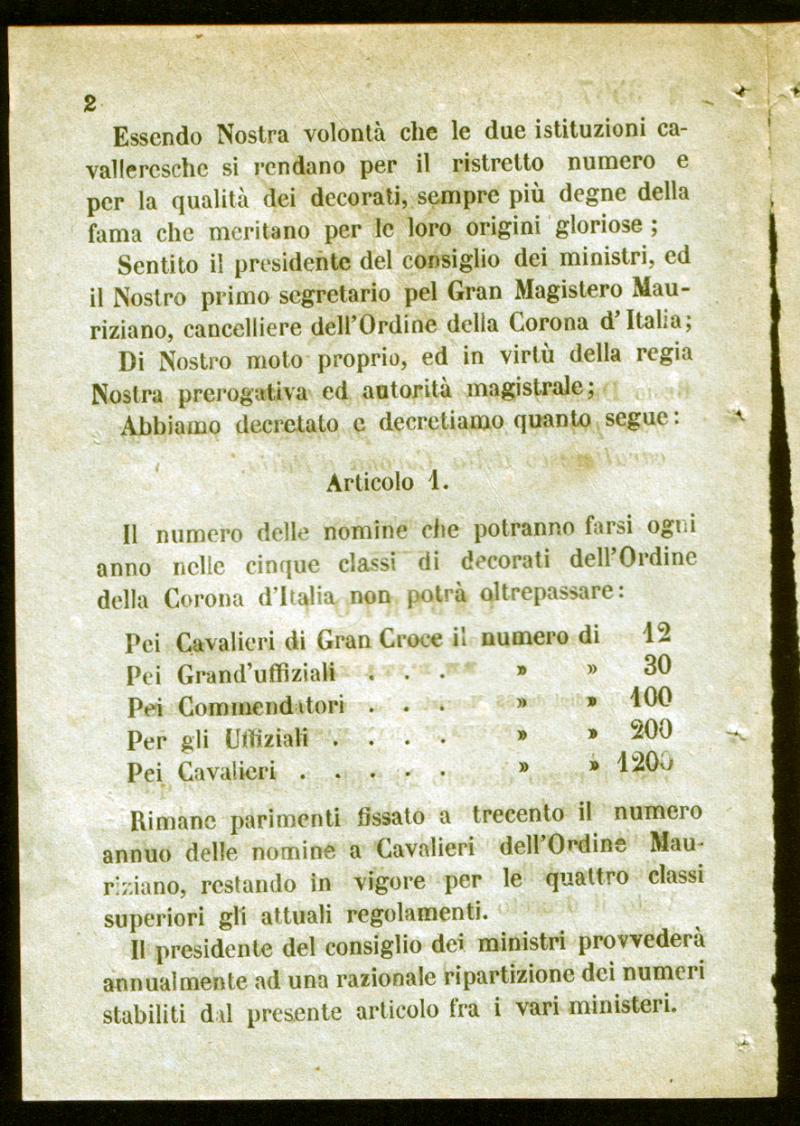 2
Essendo Nostra volontà che le due istituzioni ca-
valleresche si rendano per il ristretto numero e
per la qualità dei decorati, sempre più degne della
fama che meritano per le loro origini gloriose ;
Sentito il presidente del consiglio dei ministri, ed
il Nostro primo segretario pel Gran Magistero Mau-
riziano, cancelliere dell'Ordine della Corona d'Italia;
Di Nostro moto proprio, ed in virtù della regia
Nostra prerogativa ed autorità magistrale;
Abbiamo decretato e decretiamo quanto segue:
Articolo 1.
Il numero delle nomine che potranno farsi ogni
anno nelle cinque classi di decorati dell'Ordine
della Corona d'Italia non potrà oltrepassare:
Pei Cavalieri di Gran Croce il numero di 12
Pei Grand'uffiziali . . . » » 30
Pei Commendatori . . . » » 100
Per gli Uffiziali . . . . » » 200
Pei Cavalieri . . . . . » » 1200
Rimane parimenti fissato a trecento il numero
annuo delle nomine a Cavalieri dell'Ordine Mau-
riziano, restando in vigore per le quattro classi
superiori gli attuali regolamenti.
Il presidente del consiglio dei ministri provvederà
annualmente ad una razionale ripartizione dei numeri
stabiliti dal presente articolo fra i vari ministeri.